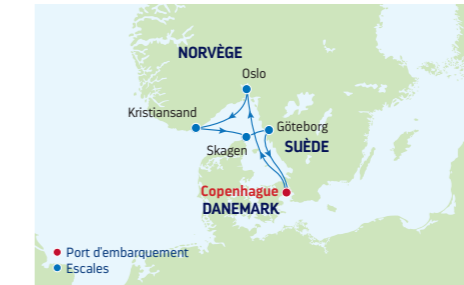 NORVÈGE
Oslo
Kristiansand
Göteborg
Skagen
SUÈDE
Copenhague
DANEMARK
Port d'embarquement
Escales